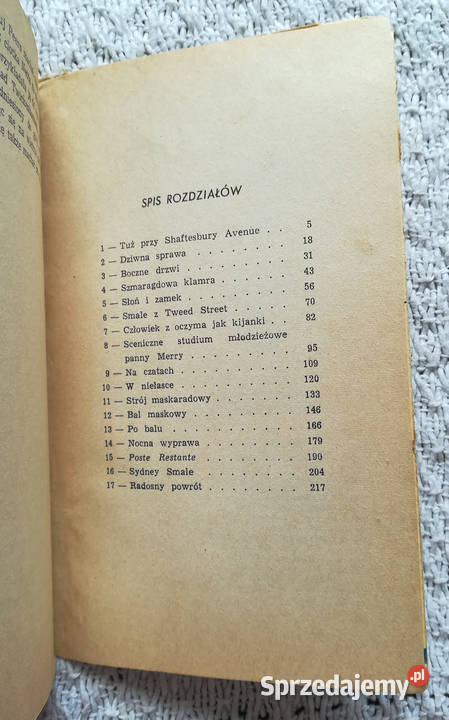 SPIS ROZDZIAŁÓW
1 — Tuż przy Shaftesbury Avenue . . 5
2 — Dziwna sprawa . . . . . . . 18
3 — Boczne drzwi . . . . . . . 31
4 — Szmaragdowa klamra . . . . . 43
5 — Słoń i zamek . . . . . . . 56
6 — Smale z Tweed Street . . . . . 70
7 — Człowiek z oczyma jak kijanki . . 82
8 — Sceniczne studium młodzieżowe
panny Merry . . . . . . . 95
9 — Na czatach . . . . . . . . 109
10 — W niełasce . . . . . . . . 120
11 — Strój maskaradowy . . . . . 133
12 — Bal maskowy . . . . . . . 146
13 — Po balu . . . . . . . . . 166
14 — Nocna wyprawa . . . . . . 179
15 — Poste Restante . . . . . . . 190
16 — Sydney Smale . . . . . . . 204
17 — Radosny powrót . . . . . . 217
Sprzedajemy.pl